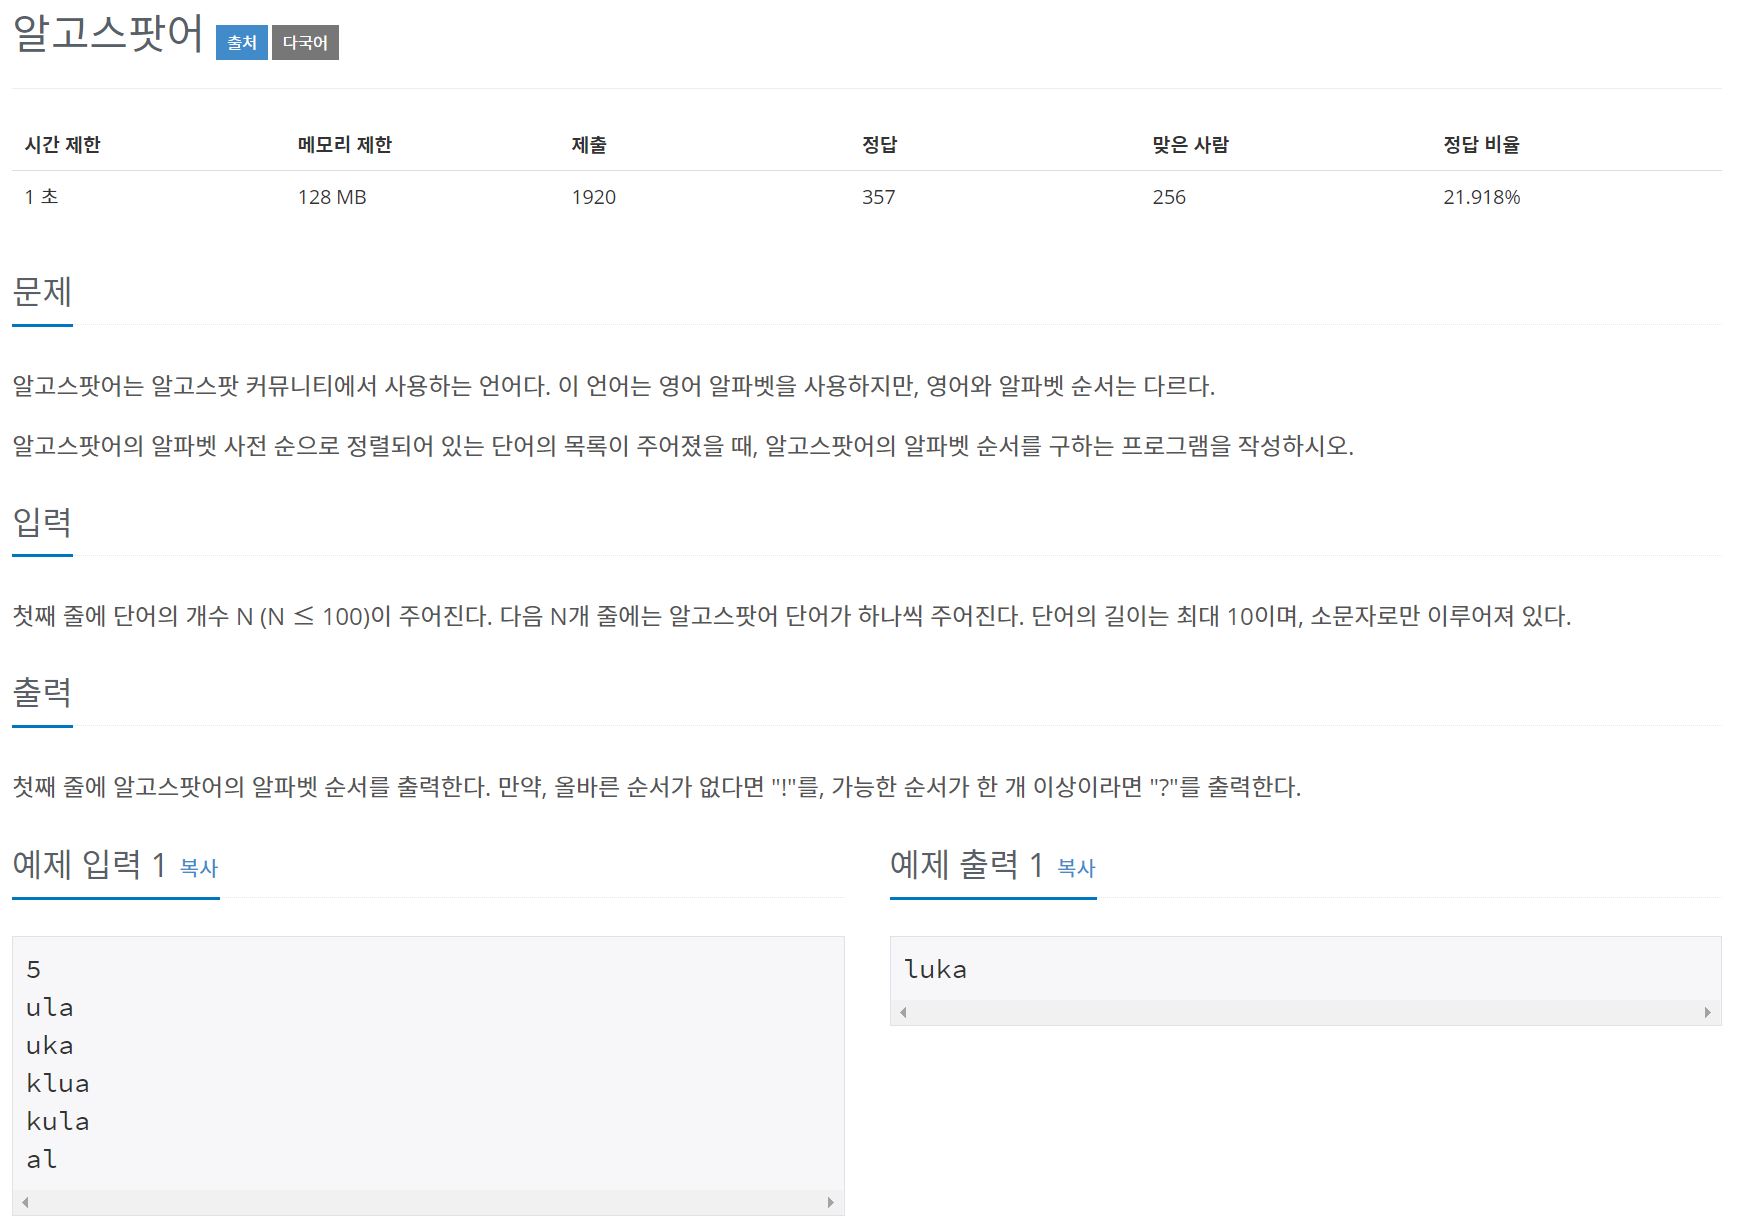 알고스팟어 출처 다국어
시간 제한 메모리 제한 제출 정답 맞은 사람 정답 비율
1 초 128 MB 1920 357 256 21.918%
문제
알고스팟어는 알고스팟 커뮤니티에서 사용하는 언어다. 이 언어는 영어 알파벳을 사용하지만, 영어와 알파벳 순서는 다르다.
알고스팟어의 알파벳 사전 순으로 정렬되어 있는 단어의 목록이 주어졌을 때, 알고스팟어의 알파벳 순서를 구하는 프로그램을 작성하시오.
입력
첫째 줄에 단어의 개수 N (N ≤ 100)이 주어진다. 다음 N개 줄에는 알고스팟어 단어가 하나씩 주어진다. 단어의 길이는 최대 10이며, 소문자로만 이루어져 있다.
출력
첫째 줄에 알고스팟어의 알파벳 순서를 출력한다. 만약, 올바른 순서가 없다면 "!"를, 가능한 순서가 한 개 이상이라면 "?"를 출력한다.
예제 입력 1 복사
5
ula
uka
klua
kula
al
예제 출력 1 복사
luka